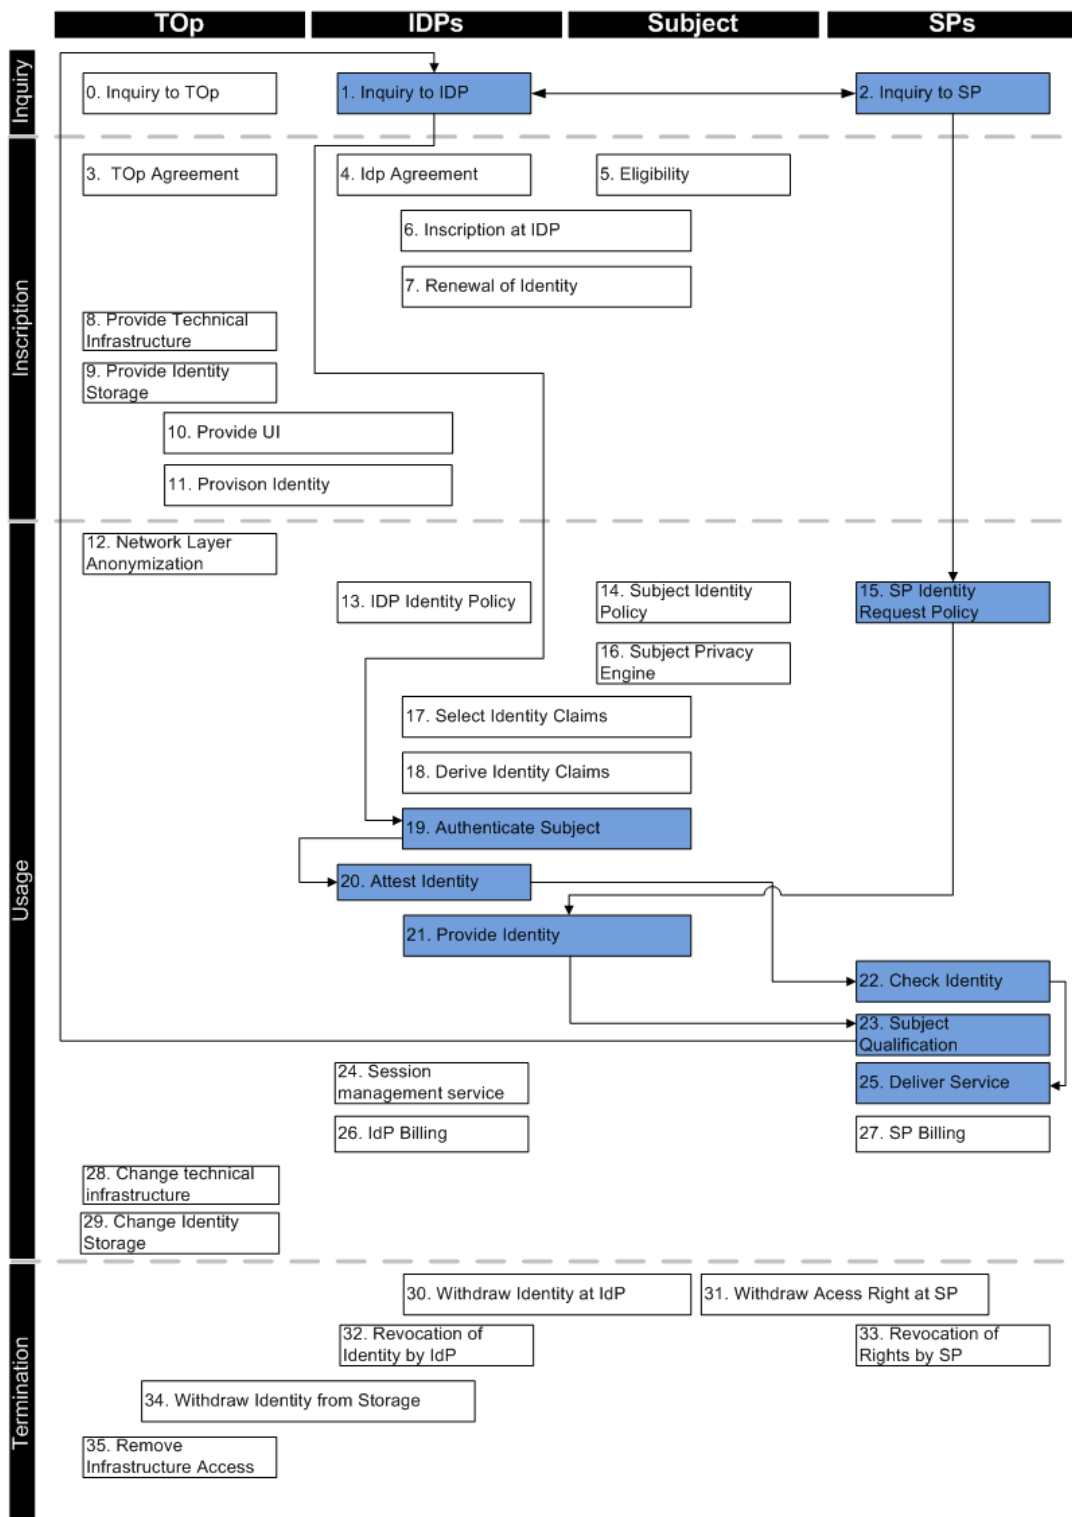 TOp
IDPs
Subject
SPs
Inquiry
0. Inquiry to TOp
1. Inquiry to IDP
2. Inquiry to SP
Inscription
3. TOp Agreement
4. Idp Agreement
5. Eligibility
6. Inscription at IDP
7. Renewal of Identity
8. Provide Technical
Infrastructure
9. Provide Identity
Storage
10. Provide UI
11. Provison Identity
Usage
12. Network Layer
Anonymization
13. IDP Identity Policy
14. Subject Identity
Policy
15. SP Identity
Request Policy
16. Subject Privacy
Engine
17. Select Identity Claims
18. Derive Identity Claims
19. Authenticate Subject
20. Attest Identity
21. Provide Identity
22. Check Identity
23. Subject
Qualification
24. Session
management service
25. Deliver Service
26. IdP Billing
27. SP Billing
28. Change technical
infrastructure
29. Change Identity
Storage
Termination
30. Withdraw Identity at IdP
31. Withdraw Acess Right at SP
32. Revocation of
Identity by IdP
33. Revocation of
Rights by SP
34. Withdraw Identity from Storage
35. Remove
Infrastructure Access